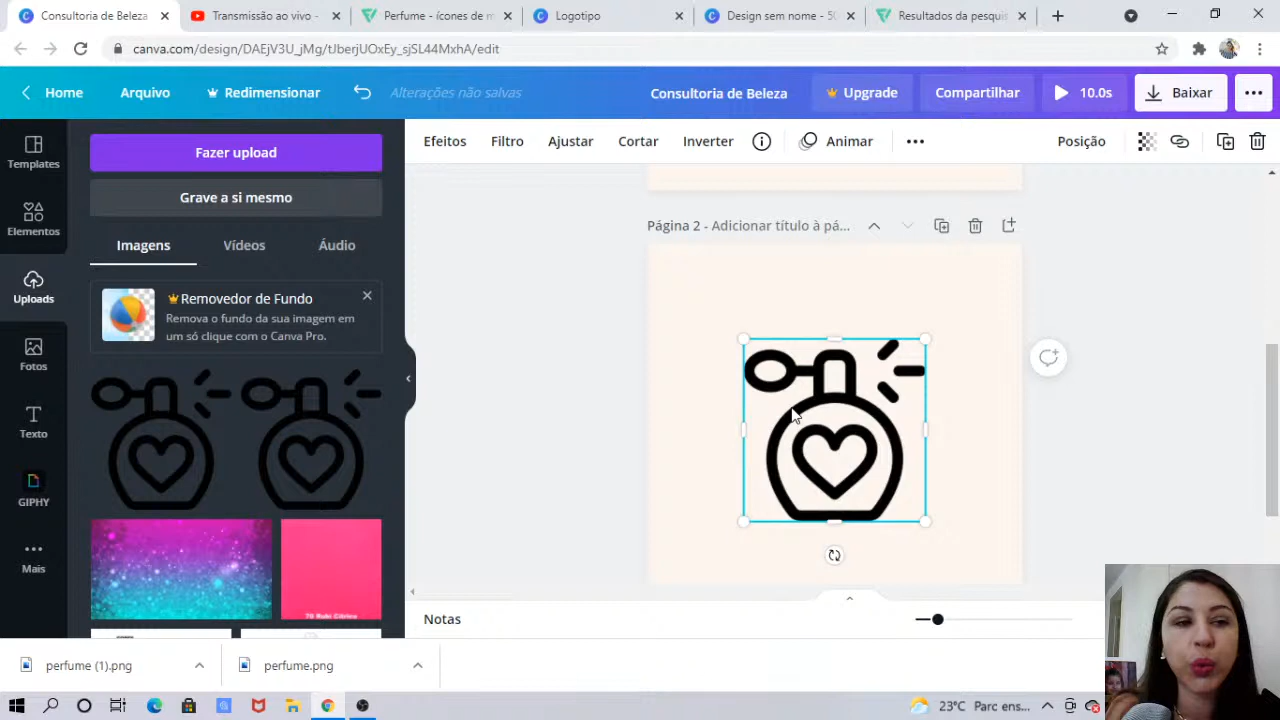 Consultoria de Beleza
Transmissão ao vivo -
Perfume - ícones de m
Logotipo
Design sem nome - 50
Resultados da pesquis
canva.com/design/DAEjV3U_jMg/tJberjUOxEy_sjSL44MxhA/edit
Home
Arquivo
Redimensionar
Alterações não salvas
Consultoria de Beleza
Upgrade
Compartilhar
10.0s
Baixar
Templates
Elementos
Uploads
Fotos
Texto
GIPHY
Mais
Fazer upload
Grave a si mesmo
Imagens
Vídeos
Áudio
Removedor de Fundo
Remova o fundo da sua imagem em
um só clique com o Canva Pro.
70 Rubi Cítrico
Efeitos
Filtro
Ajustar
Cortar
Inverter
Animar
Posição
Página 2 - Adicionar título à pá...
Notas
perfume (1).png
perfume.png
23°C Parc ens...